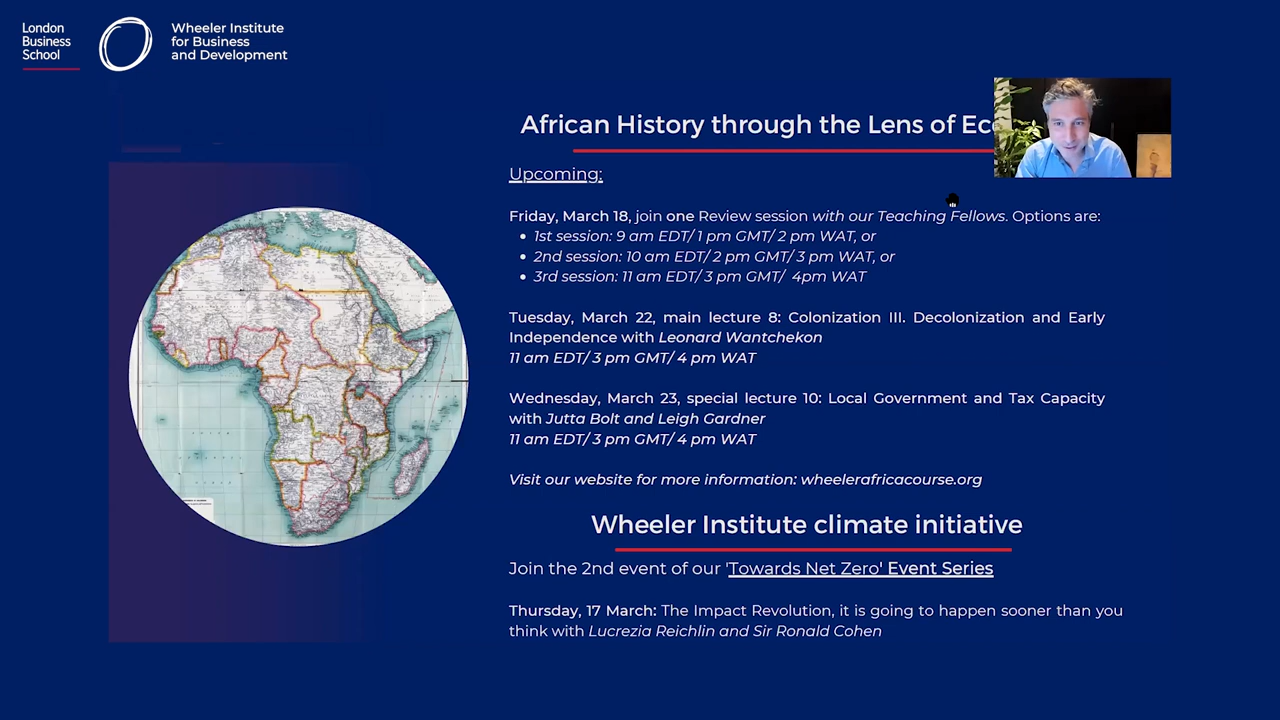 London
Business
School
Wheeler Institute
for Business
and Development
African History through the Lens of
Upcoming:
Friday, March 18, join one Review session with our Teaching Fellows. Options are:
1st session: 9 am EDT/ 1 pm GMT/ 2 pm WAT, or
2nd session: 10 am EDT/ 2 pm GMT/ 3 pm WAT, or
3rd session: 11 am EDT/ 3 pm GMT/ 4pm WAT
Tuesday, March 22, main lecture 8: Colonization III. Decolonization and Early
Independence with Leonard Wantchekon
11 am EDT/ 3 pm GMT/ 4 pm WAT
Wednesday, March 23, special lecture 10: Local Government and Tax Capacity
with Jutta Bolt and Leigh Gardner
11 am EDT/ 3 pm GMT/ 4 pm WAT
Visit our website for more information: wheelerafricacourse.org
Wheeler Institute climate initiative
Join the 2nd event of our 'Towards Net Zero' Event Series
Thursday, 17 March: The Impact Revolution, it is going to happen sooner than you
think with Lucrezia Reichlin and Sir Ronald Cohen